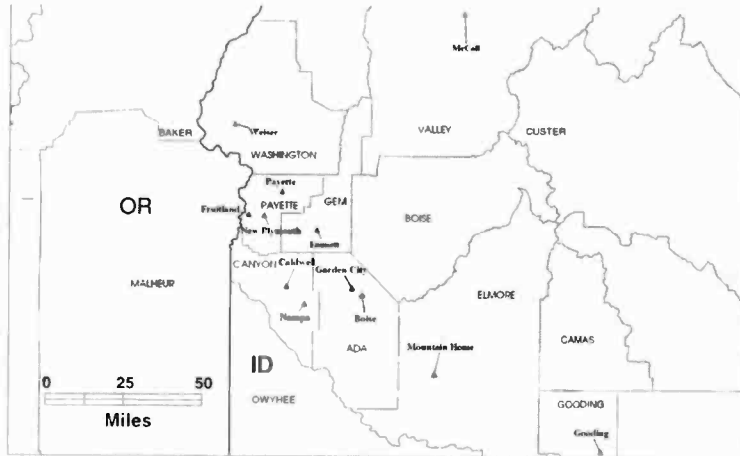 McCall
BAKER
Weiser
VALLEY
CUSTER
WASHINGTON
Payette
OR
PAYETTE
GEM
Fruitland
New Plymouth
BOISE
Emmett
CANYON
Caldwell
Garden City
MALHEUR
ELMORE
Nampa
Boise
ADA
Mountain House
CAMAS
ID
0 25 50
Miles
OWYHEE
GOODING
Gooding